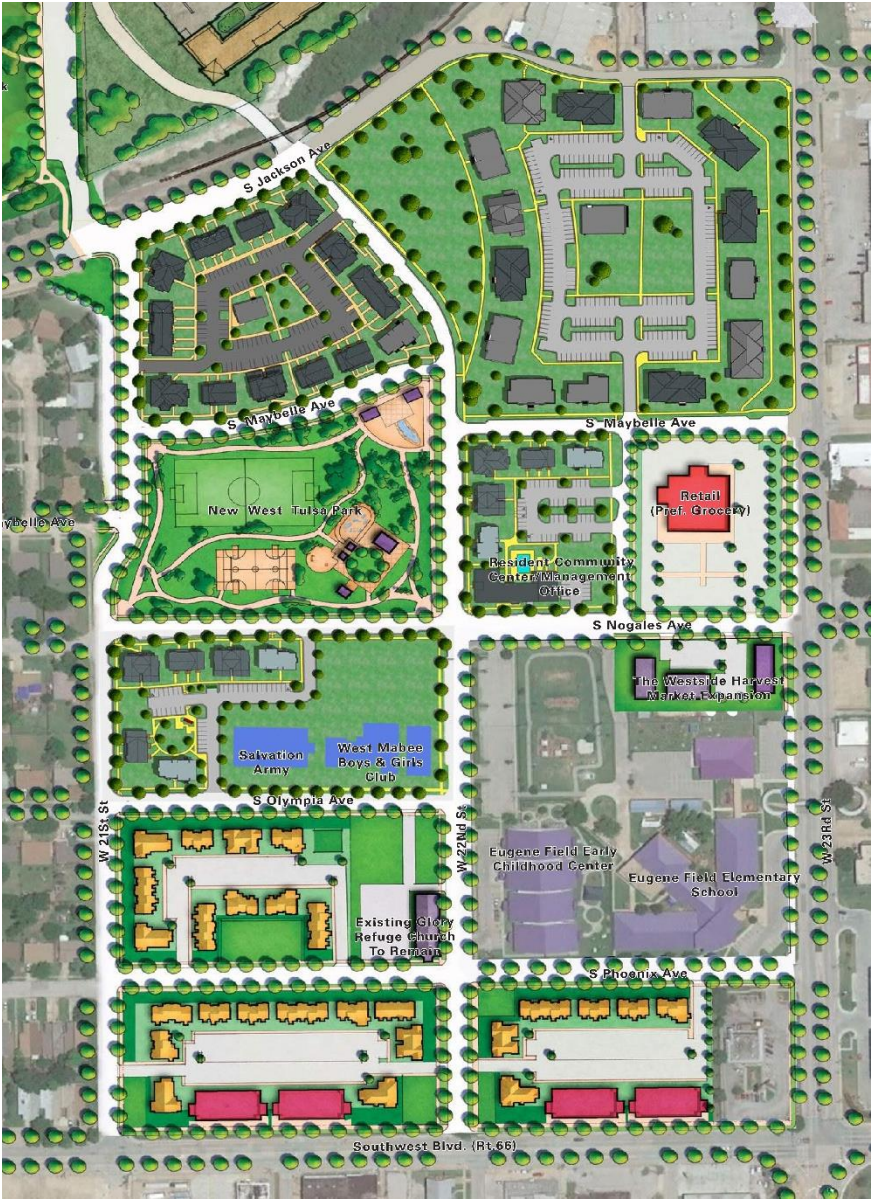 k
S Jackson Ave
S Maybelle Ave
S Maybelle Ave
New West Tulsa Park
Retail
(Pref. Grocery)
aybelle Ave
Resident Community
Center/Management
Office
S Nogales Ave
The Westside Harvest
Market Expansion
Salvation
Army
West Mabee
Boys & Girls
Club
S Olympia Ave
W 21St St
W 22Nd St
W 23Rd St
Eugene Field Early
Childhood Center
Eugene Field Elementary
School
Existing Glory
Refuge Church
To Remain
S Phoenix Ave
Southwest Blvd. (Rt.66)